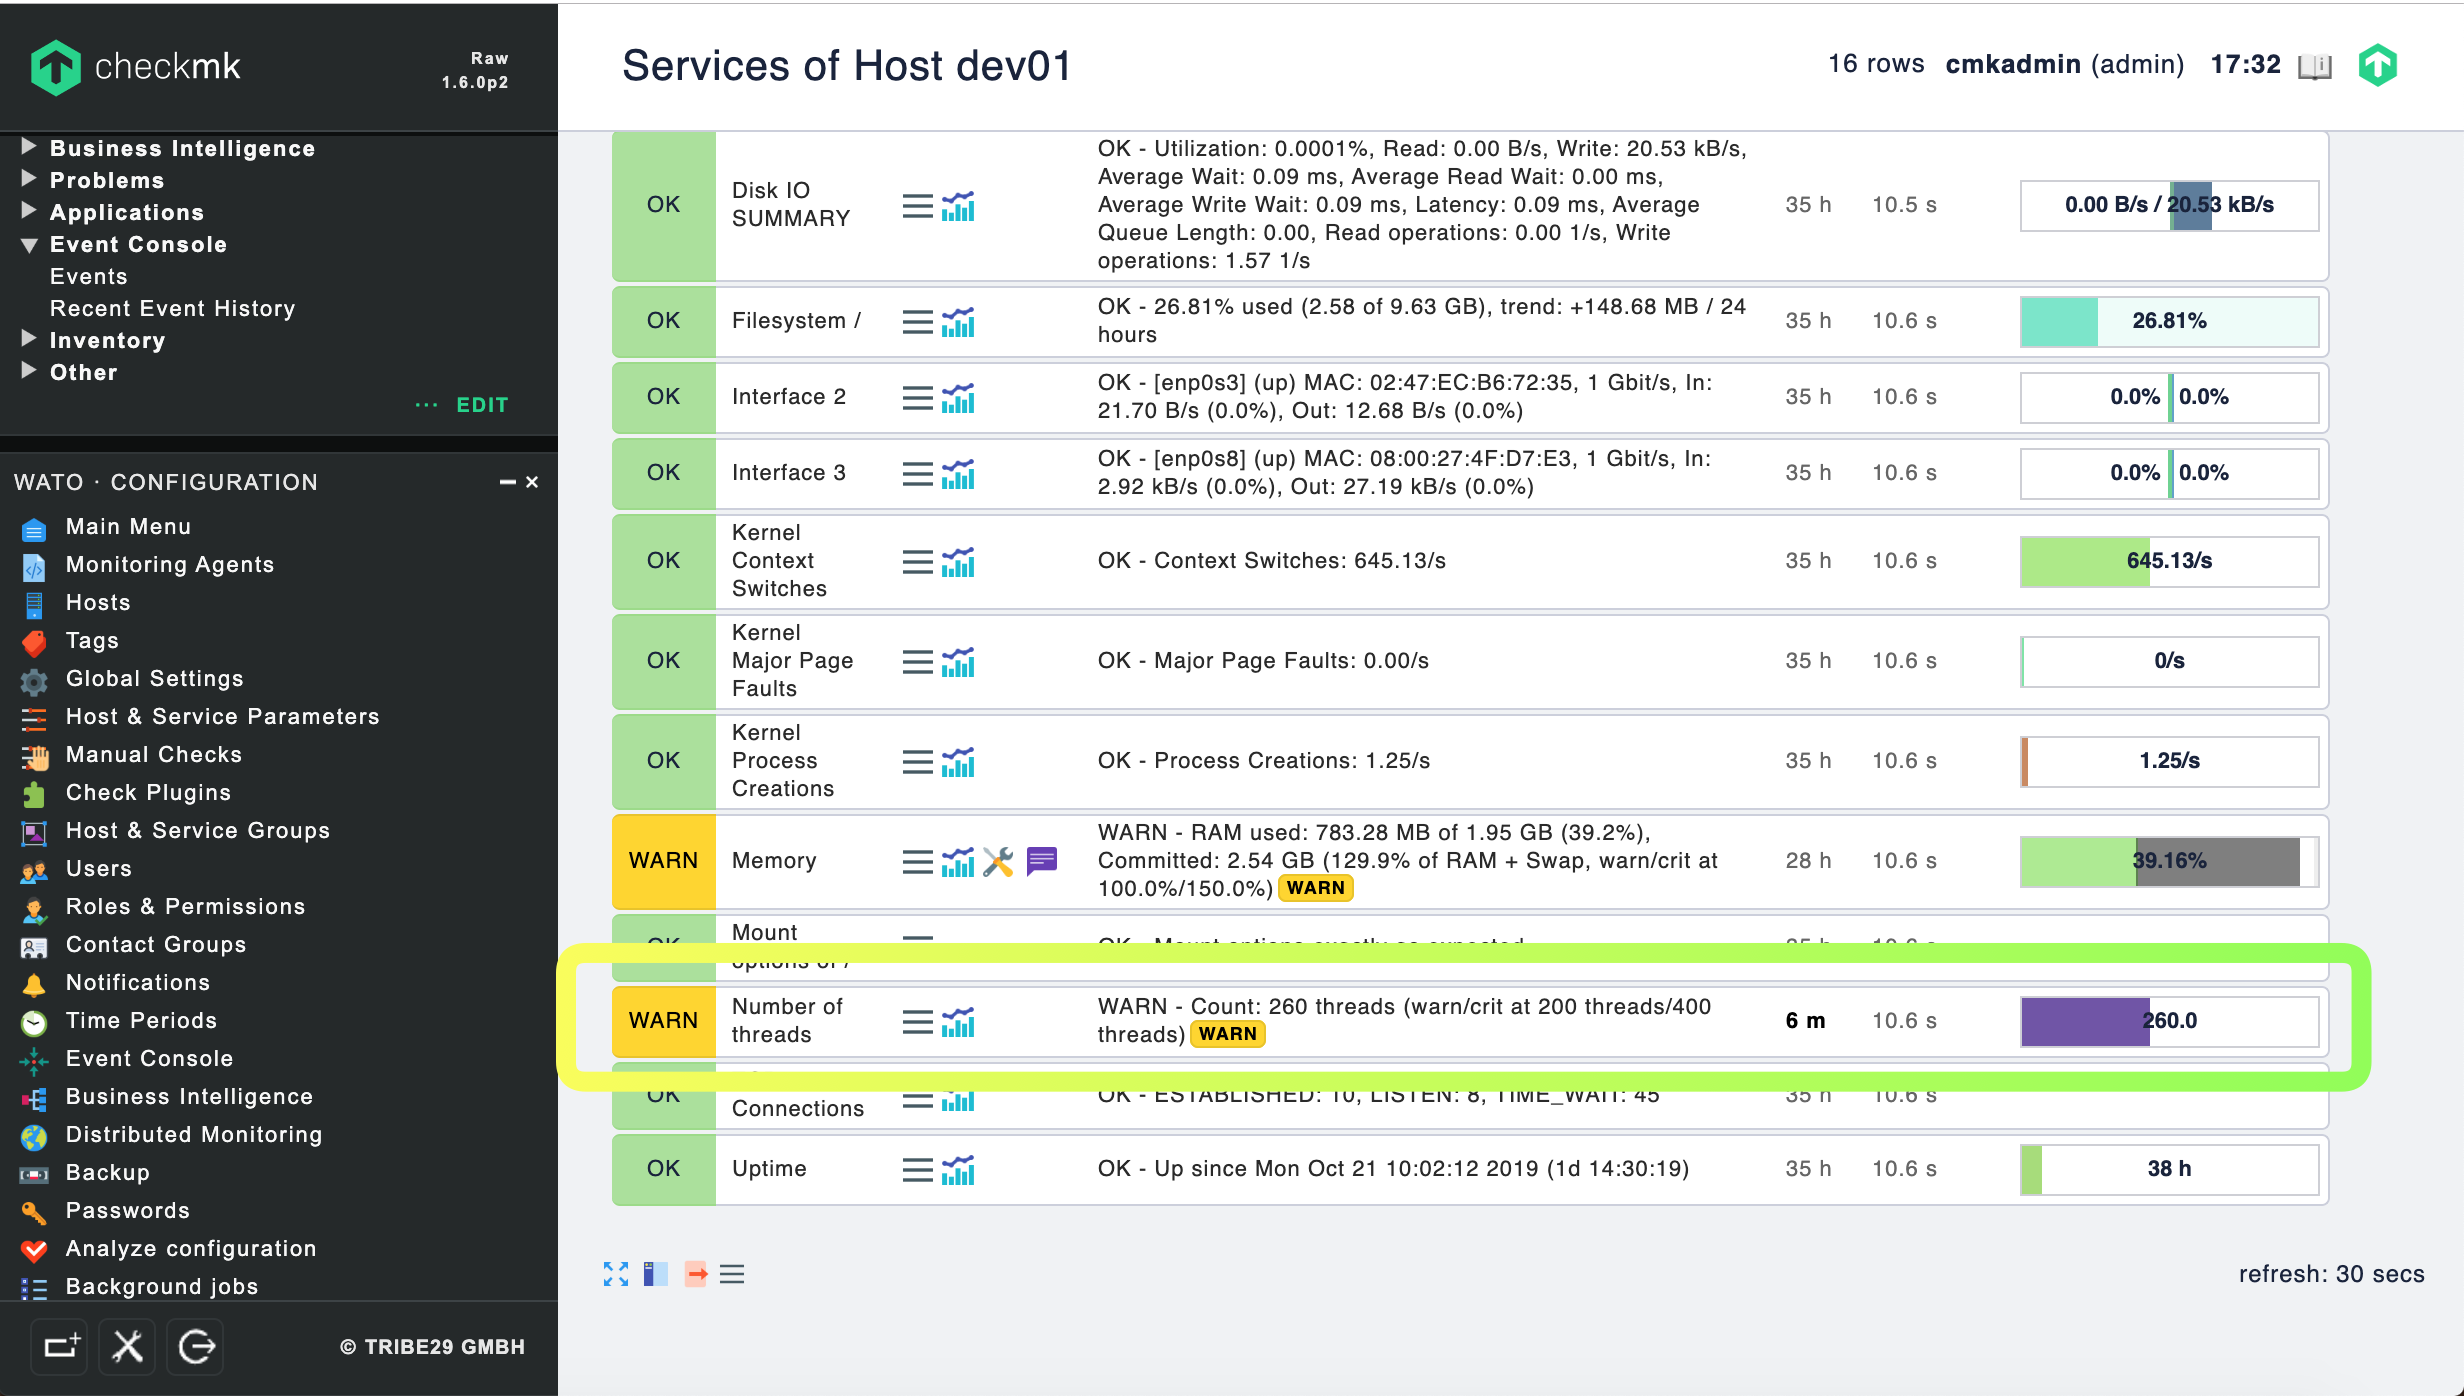 checkmk
Raw
1.6.0p2
Services of Host dev01
16 rows cmkadmin (admin) 17:32
Business Intelligence
Problems
Applications
Event Console
Events
Recent Event History
Inventory
Other
... EDIT
WATO · CONFIGURATION
Main Menu
Monitoring Agents
Hosts
Tags
Global Settings
Host & Service Parameters
Manual Checks
Check Plugins
Host & Service Groups
Users
Roles & Permissions
Contact Groups
Notifications
Time Periods
Event Console
Business Intelligence
Distributed Monitoring
Backup
Passwords
Analyze configuration
Background jobs
© TRIBE29 GMBH
OK
Disk IO
SUMMARY
OK - Utilization: 0.0001%, Read: 0.00 B/s, Write: 20.53 kB/s,
Average Wait: 0.09 ms, Average Read Wait: 0.00 ms,
Average Write Wait: 0.09 ms, Latency: 0.09 ms, Average
Queue Length: 0.00, Read operations: 0.00 1/s, Write
operations: 1.57 1/s
35 h 10.5 s 0.00 B/s / 20.53 kB/s
OK Filesystem /
OK - 26.81% used (2.58 of 9.63 GB), trend: +148.68 MB / 24
hours
35 h 10.6 s 26.81%
OK Interface 2
OK - [enp0s3] (up) MAC: 02:47:EC:B6:72:35, 1 Gbit/s, In:
21.70 B/s (0.0%), Out: 12.68 B/s (0.0%)
35 h 10.6 s 0.0% 0.0%
OK Interface 3
OK - [enp0s8] (up) MAC: 08:00:27:4F:D7:E3, 1 Gbit/s, In:
2.92 kB/s (0.0%), Out: 27.19 kB/s (0.0%)
35 h 10.6 s 0.0% 0.0%
OK
Kernel
Context
Switches
OK - Context Switches: 645.13/s 35 h 10.6 s 645.13/s
OK
Kernel
Major Page
Faults
OK - Major Page Faults: 0.00/s 35 h 10.6 s 0/s
OK
Kernel
Process
Creations
OK - Process Creations: 1.25/s 35 h 10.6 s 1.25/s
WARN Memory
WARN - RAM used: 783.28 MB of 1.95 GB (39.2%),
Committed: 2.54 GB (129.9% of RAM + Swap, warn/crit at
100.0%/150.0%) WARN
28 h 10.6 s 39.16%
OK
Mount
options of /
OK - Mount options exactly as expected 35 h 10.6 s
WARN
Number of
threads
WARN - Count: 260 threads (warn/crit at 200 threads/400
threads) WARN
6 m 10.6 s 260.0
OK
Connections
OK - ESTABLISHED: 10, LISTEN: 8, TIME_WAIT: 45 35 h 10.6 s
OK Uptime OK - Up since Mon Oct 21 10:02:12 2019 (1d 14:30:19) 35 h 10.6 s 38 h
refresh: 30 secs